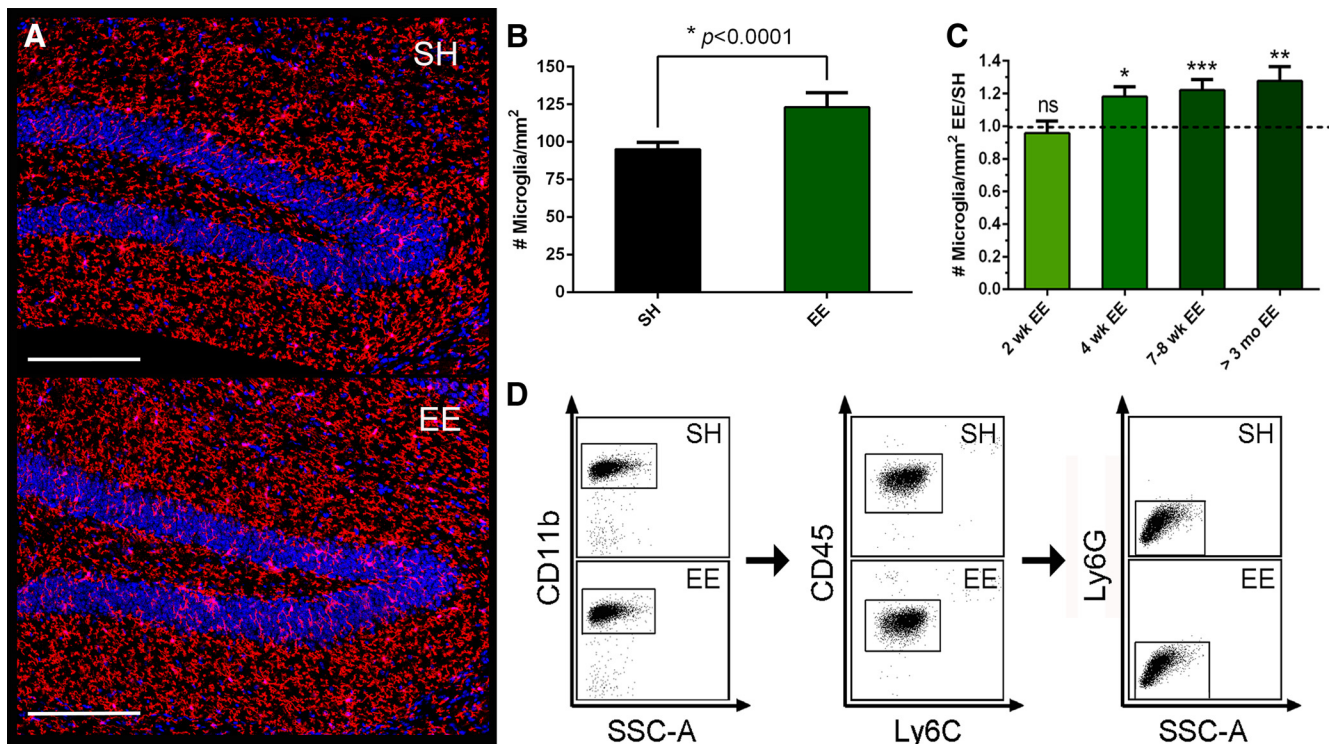 A
SH
EE
B
* p<0.0001
# Microglia/mm²
150
125
100
75
50
25
0
SH
EE
C
# Microglia/mm² EE/SH
1.4
1.2
1.0
0.8
0.6
0.4
0.2
0.0
ns
*
***
**
2 wk EE
4 wk EE
7-8 wk EE
> 3 mo EE
D
CD11b
SH
EE
SSC-A
CD45
SH
EE
Ly6C
Ly6G
SH
EE
SSC-A